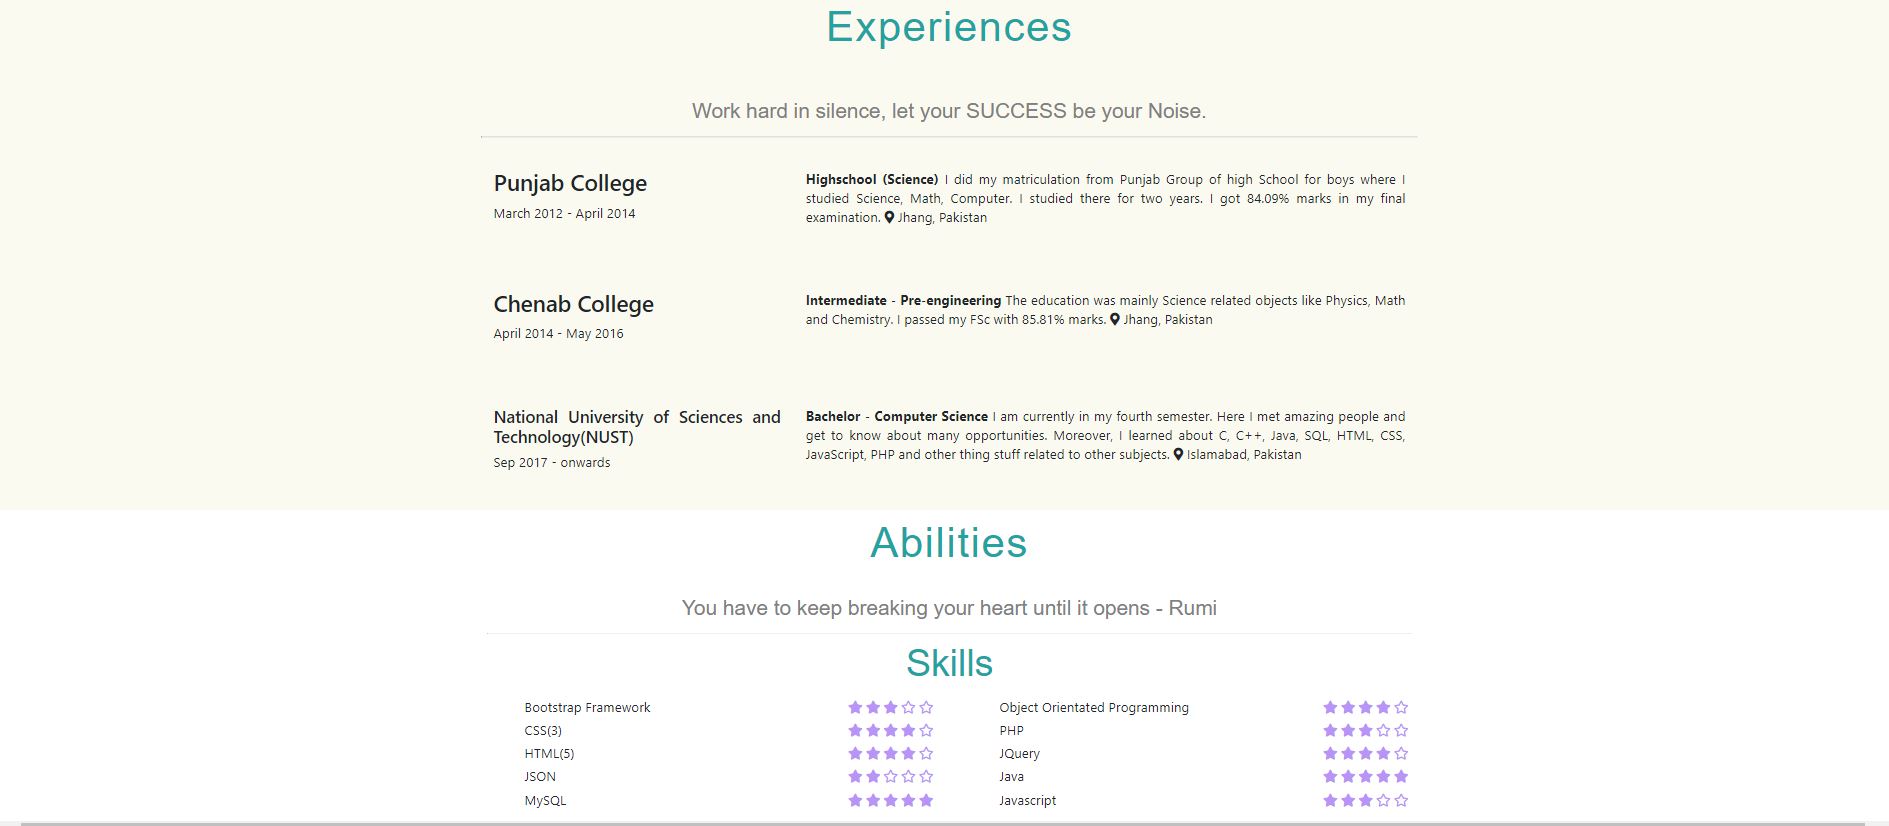 Experiences
Work hard in silence, let your SUCCESS be your Noise.
Punjab College
March 2012 - April 2014
Highschool (Science) I did my matriculation from Punjab Group of high School for boys where I
studied Science, Math, Computer. I studied there for two years. I got 84.09% marks in my final
examination. Jhang, Pakistan
Chenab College
April 2014 - May 2016
Intermediate - Pre-engineering The education was mainly Science related objects like Physics, Math
and Chemistry. I passed my FSc with 85.81% marks. Jhang, Pakistan
National University of Sciences and
Technology(NUST)
Sep 2017 - onwards
Bachelor - Computer Science I am currently in my fourth semester. Here I met amazing people and
get to know about many opportunities. Moreover, I learned about C, C++, Java, SQL, HTML, CSS,
JavaScript, PHP and other thing stuff related to other subjects. Islamabad, Pakistan
Abilities
You have to keep breaking your heart until it opens - Rumi
Skills
Bootstrap Framework
CSS(3)
HTML(5)
JSON
MySQL
Object Orientated Programming
PHP
JQuery
Java
Javascript